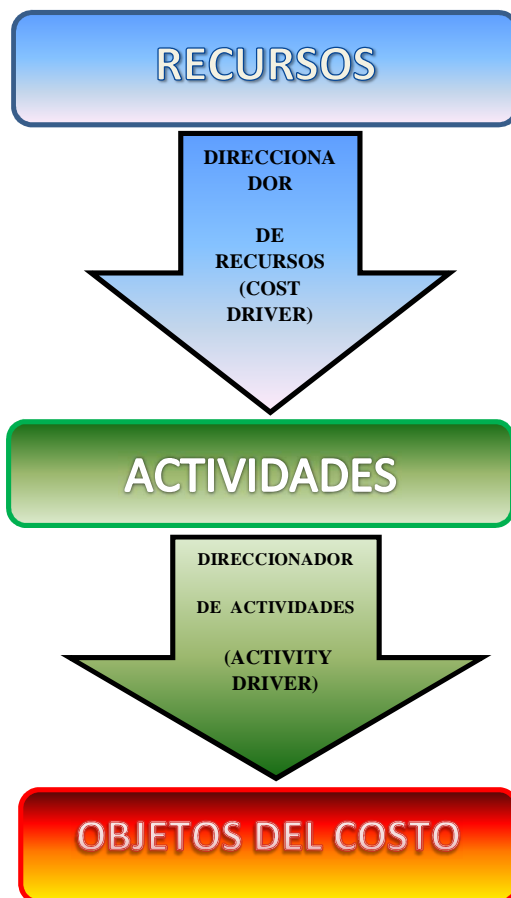 RECURSOS
DIRECCIONA
DOR
DE
RECURSOS
(COST
DRIVER)
ACTIVIDADES
DIRECCIONADOR
DE ACTIVIDADES
(ACTIVITY
DRIVER)
OBJETOS DEL COSTO